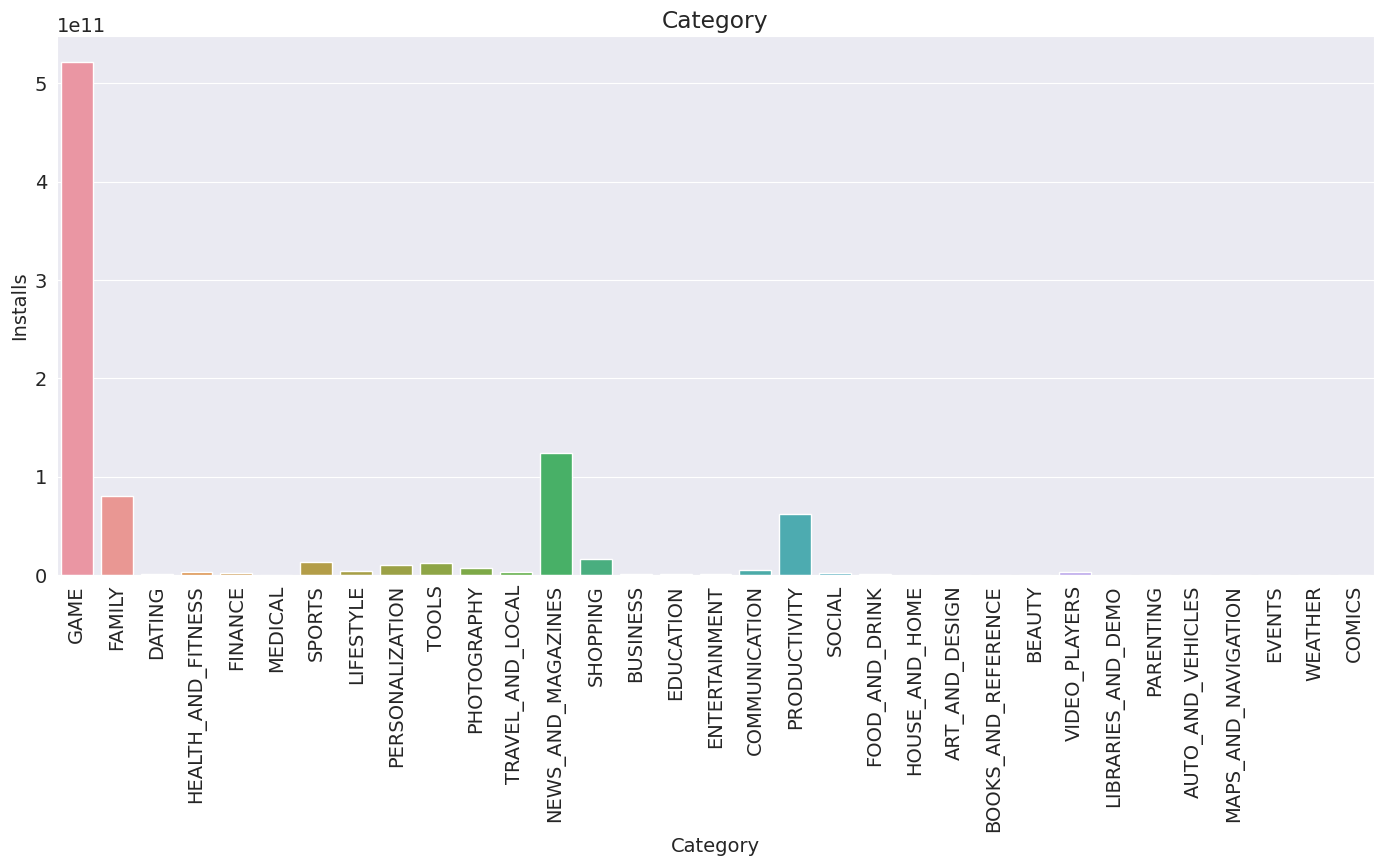 Category
1e11
5
4
3
2
1
0
Installs
GAME
FAMILY
DATING
HEALTH_AND_FITNESS
FINANCE
MEDICAL
SPORTS
LIFESTYLE
PERSONALIZATION
TOOLS
PHOTOGRAPHY
TRAVEL_AND_LOCAL
NEWS_AND_MAGAZINES
SHOPPING
BUSINESS
EDUCATION
ENTERTAINMENT
COMMUNICATION
PRODUCTIVITY
SOCIAL
FOOD_AND_DRINK
HOUSE_AND_HOME
ART_AND_DESIGN
BOOKS_AND_REFERENCE
BEAUTY
VIDEO_PLAYERS
LIBRARIES_AND_DEMO
PARENTING
AUTO_AND_VEHICLES
MAPS_AND_NAVIGATION
EVENTS
WEATHER
COMICS
Category